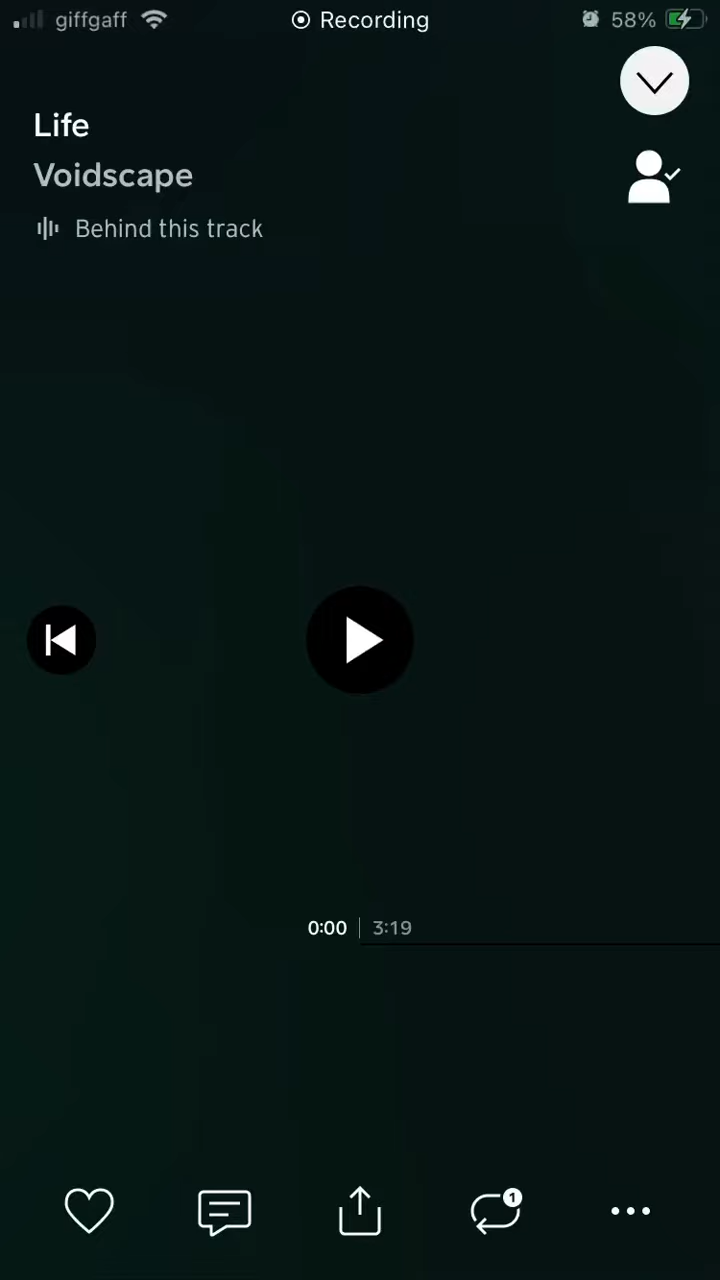 giffgaff Recording 58%
Life
Voidscape
Behind this track
0:00 3:19
1